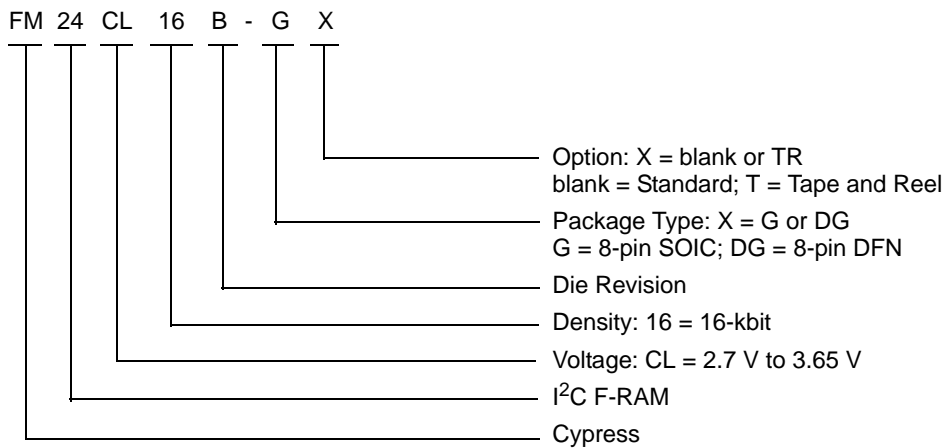 FM 24 CL 16 B - G X
Option: X = blank or TR
blank = Standard; T = Tape and Reel
Package Type: X = G or DG
G = 8-pin SOIC; DG = 8-pin DFN
Die Revision
Density: 16 = 16-kbit
Voltage: CL = 2.7 V to 3.65 V
I²C F-RAM
Cypress